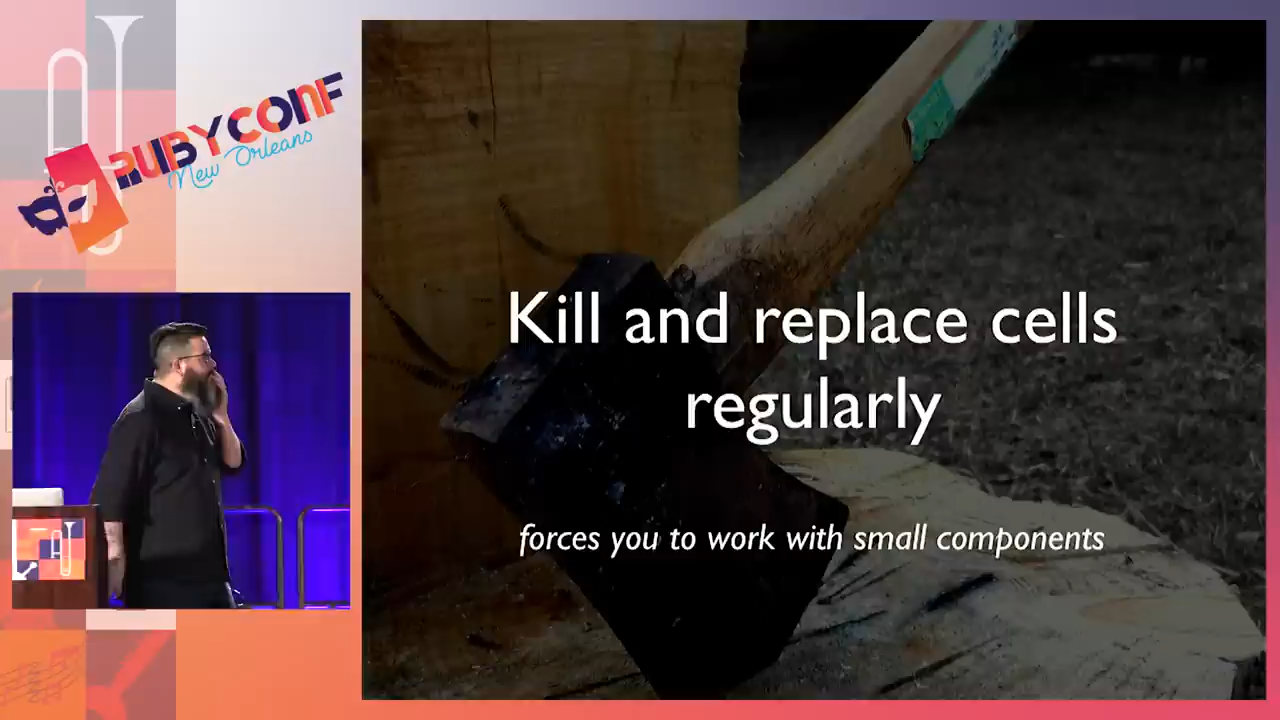 RUBYCONF
New Orleans
Kill and replace cells
regularly
forces you to work with small components